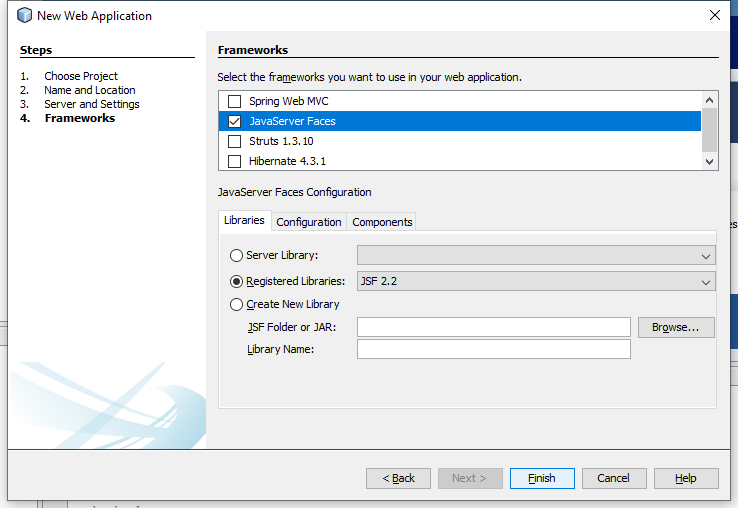 New Web Application
Steps
1. Choose Project
2. Name and Location
3. Server and Settings
4. Frameworks
Frameworks
Select the frameworks you want to use in your web application.
Spring Web MVC
JavaServer Faces
Struts 1.3.10
Hibernate 4.3.1
JavaServer Faces Configuration
Libraries Configuration Components
Server Library:
Registered Libraries: JSF 2.2
Create New Library
JSF Folder or JAR: Browse...
Library Name:
< Back Next > Finish Cancel Help